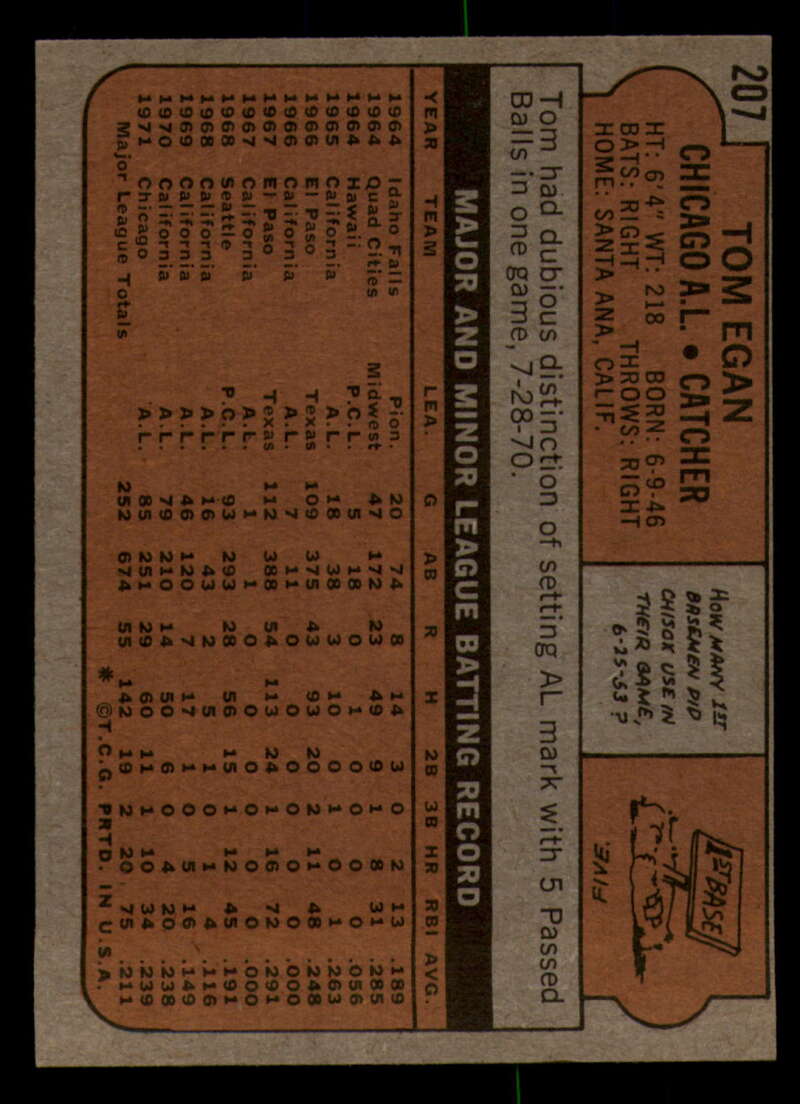 207
TOM EGAN
CHICAGO A.L. • CATCHER
HT: 6'4" WT: 218 BORN: 6-9-46
BATS: RIGHT THROWS: RIGHT
HOME: SANTA ANA, CALIF.
HOW MANY 1ST
BASEMEN DID
CHISOX USE IN
THEIR GAME,
6-25-53?
1ST BASE
FIVE.
Tom had dubious distinction of setting AL mark with 5 Passed
Balls in one game, 7-28-70.
MAJOR AND MINOR LEAGUE BATTING RECORD
YEAR TEAM LEA. G AB R H 2B 3B HR RBI AVG.
1964 Idaho Falls Pion. 20 74 8 14 3 0 2 13 .189
1964 Quad Cities Midwest 47 172 23 49 9 1 8 31 .285
1964 Hawaii P.C.L. 5 18 0 1 0 0 0 0 .056
1965 California A.L. 18 38 3 10 0 1 0 1 .263
1966 El Paso Texas 109 375 43 93 20 2 11 48 .248
1966 California A.L. 7 11 0 0 0 0 0 0 .000
1967 El Paso Texas 112 388 54 113 24 1 16 72 .291
1967 California A.L. 1 1 0 0 0 0 0 0 .000
1968 Seattle P.C.L. 93 293 28 56 15 1 12 45 .191
1968 California A.L. 16 43 2 5 1 0 1 4 .116
1969 California A.L. 46 120 7 17 1 0 5 16 .149
1970 California A.L. 79 210 14 50 6 0 4 20 .238
1971 Chicago A.L. 85 251 29 60 11 1 10 34 .239
Major League Totals 252 674 55 142 19 2 20 75 .211
* ©T.C.G. PRTD. IN U.S.A.